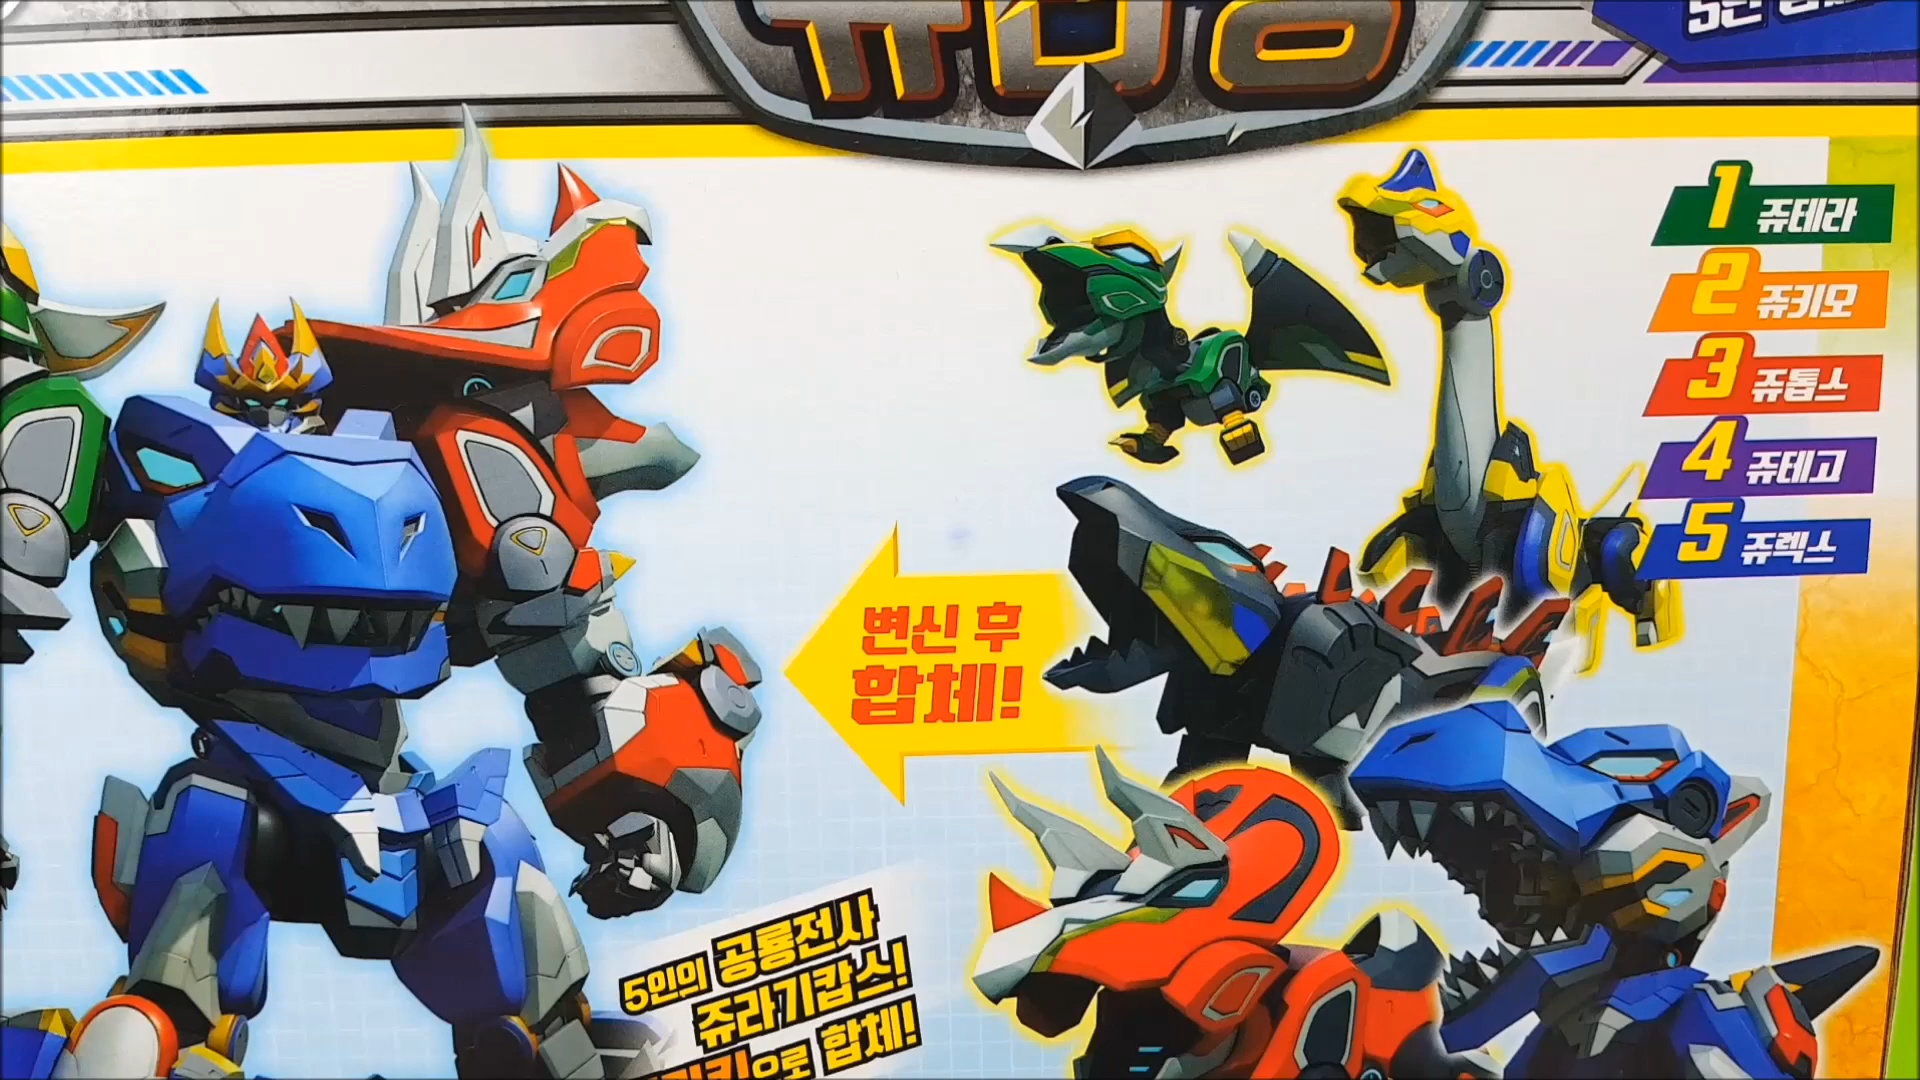 1 쥬테라
2 쥬키모
3 쥬톱스
4 쥬테고
5 쥬렉스
변신 후
합체!
5인의 공룡전사
쥬라기캅스!
으로 합체!